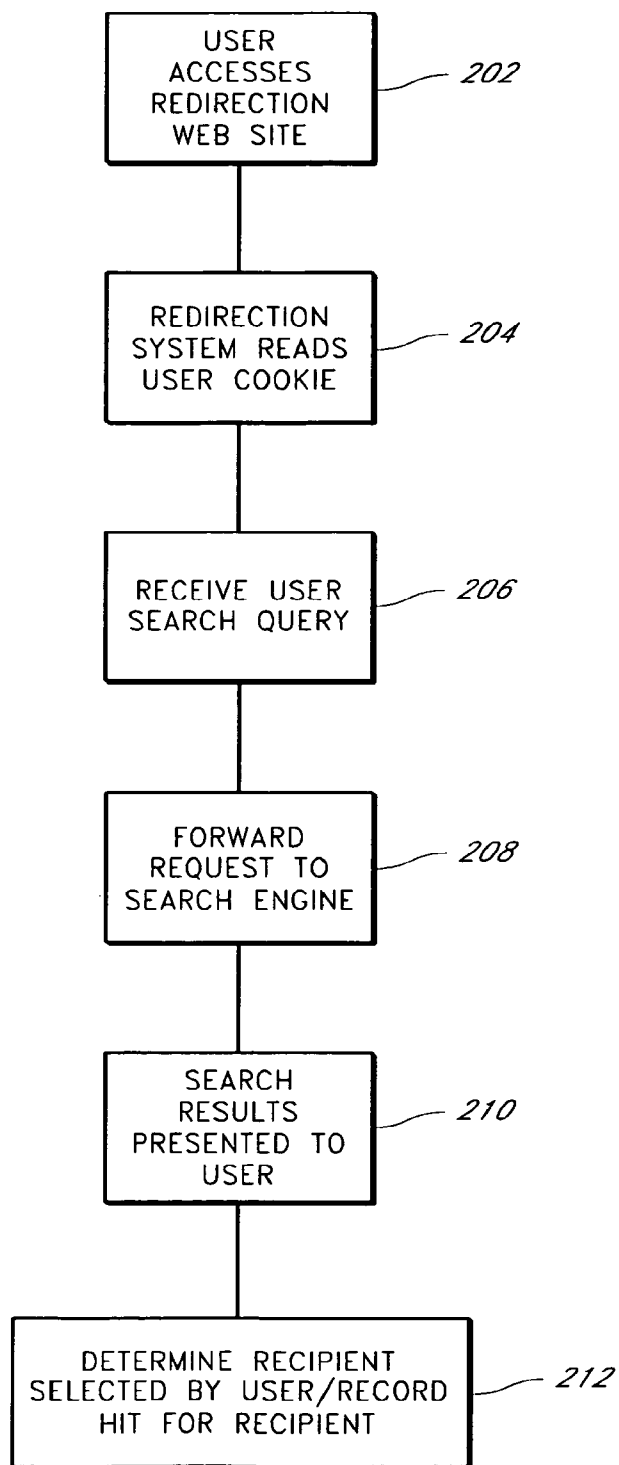 USER
ACCESSES
REDIRECTION
WEB SITE
202
REDIRECTION
SYSTEM READS
USER COOKIE
204
RECEIVE USER
SEARCH QUERY
206
FORWARD
REQUEST TO
SEARCH ENGINE
208
SEARCH
RESULTS
PRESENTED TO
USER
210
DETERMINE RECIPIENT
SELECTED BY USER/RECORD
HIT FOR RECIPIENT
212